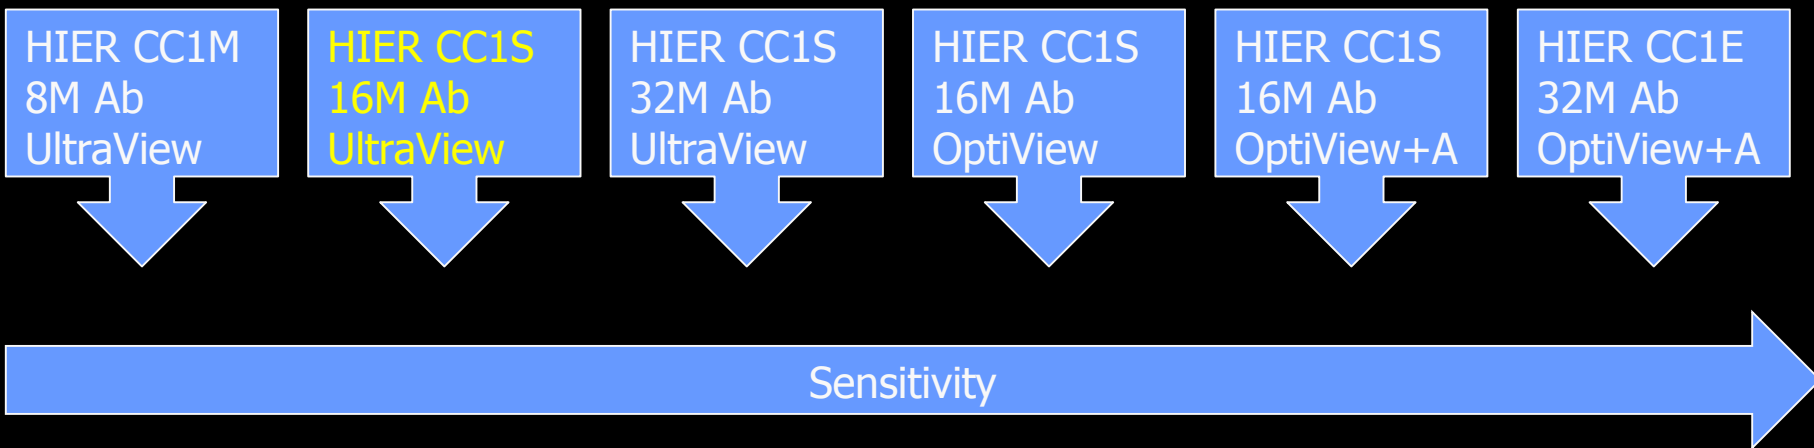 HIER CC1M
8M Ab
UltraView
HIER CC1S
16M Ab
UltraView
HIER CC1S
32M Ab
UltraView
HIER CC1S
16M Ab
OptiView
HIER CC1S
16M Ab
OptiView+A
HIER CC1E
32M Ab
OptiView+A
Sensitivity